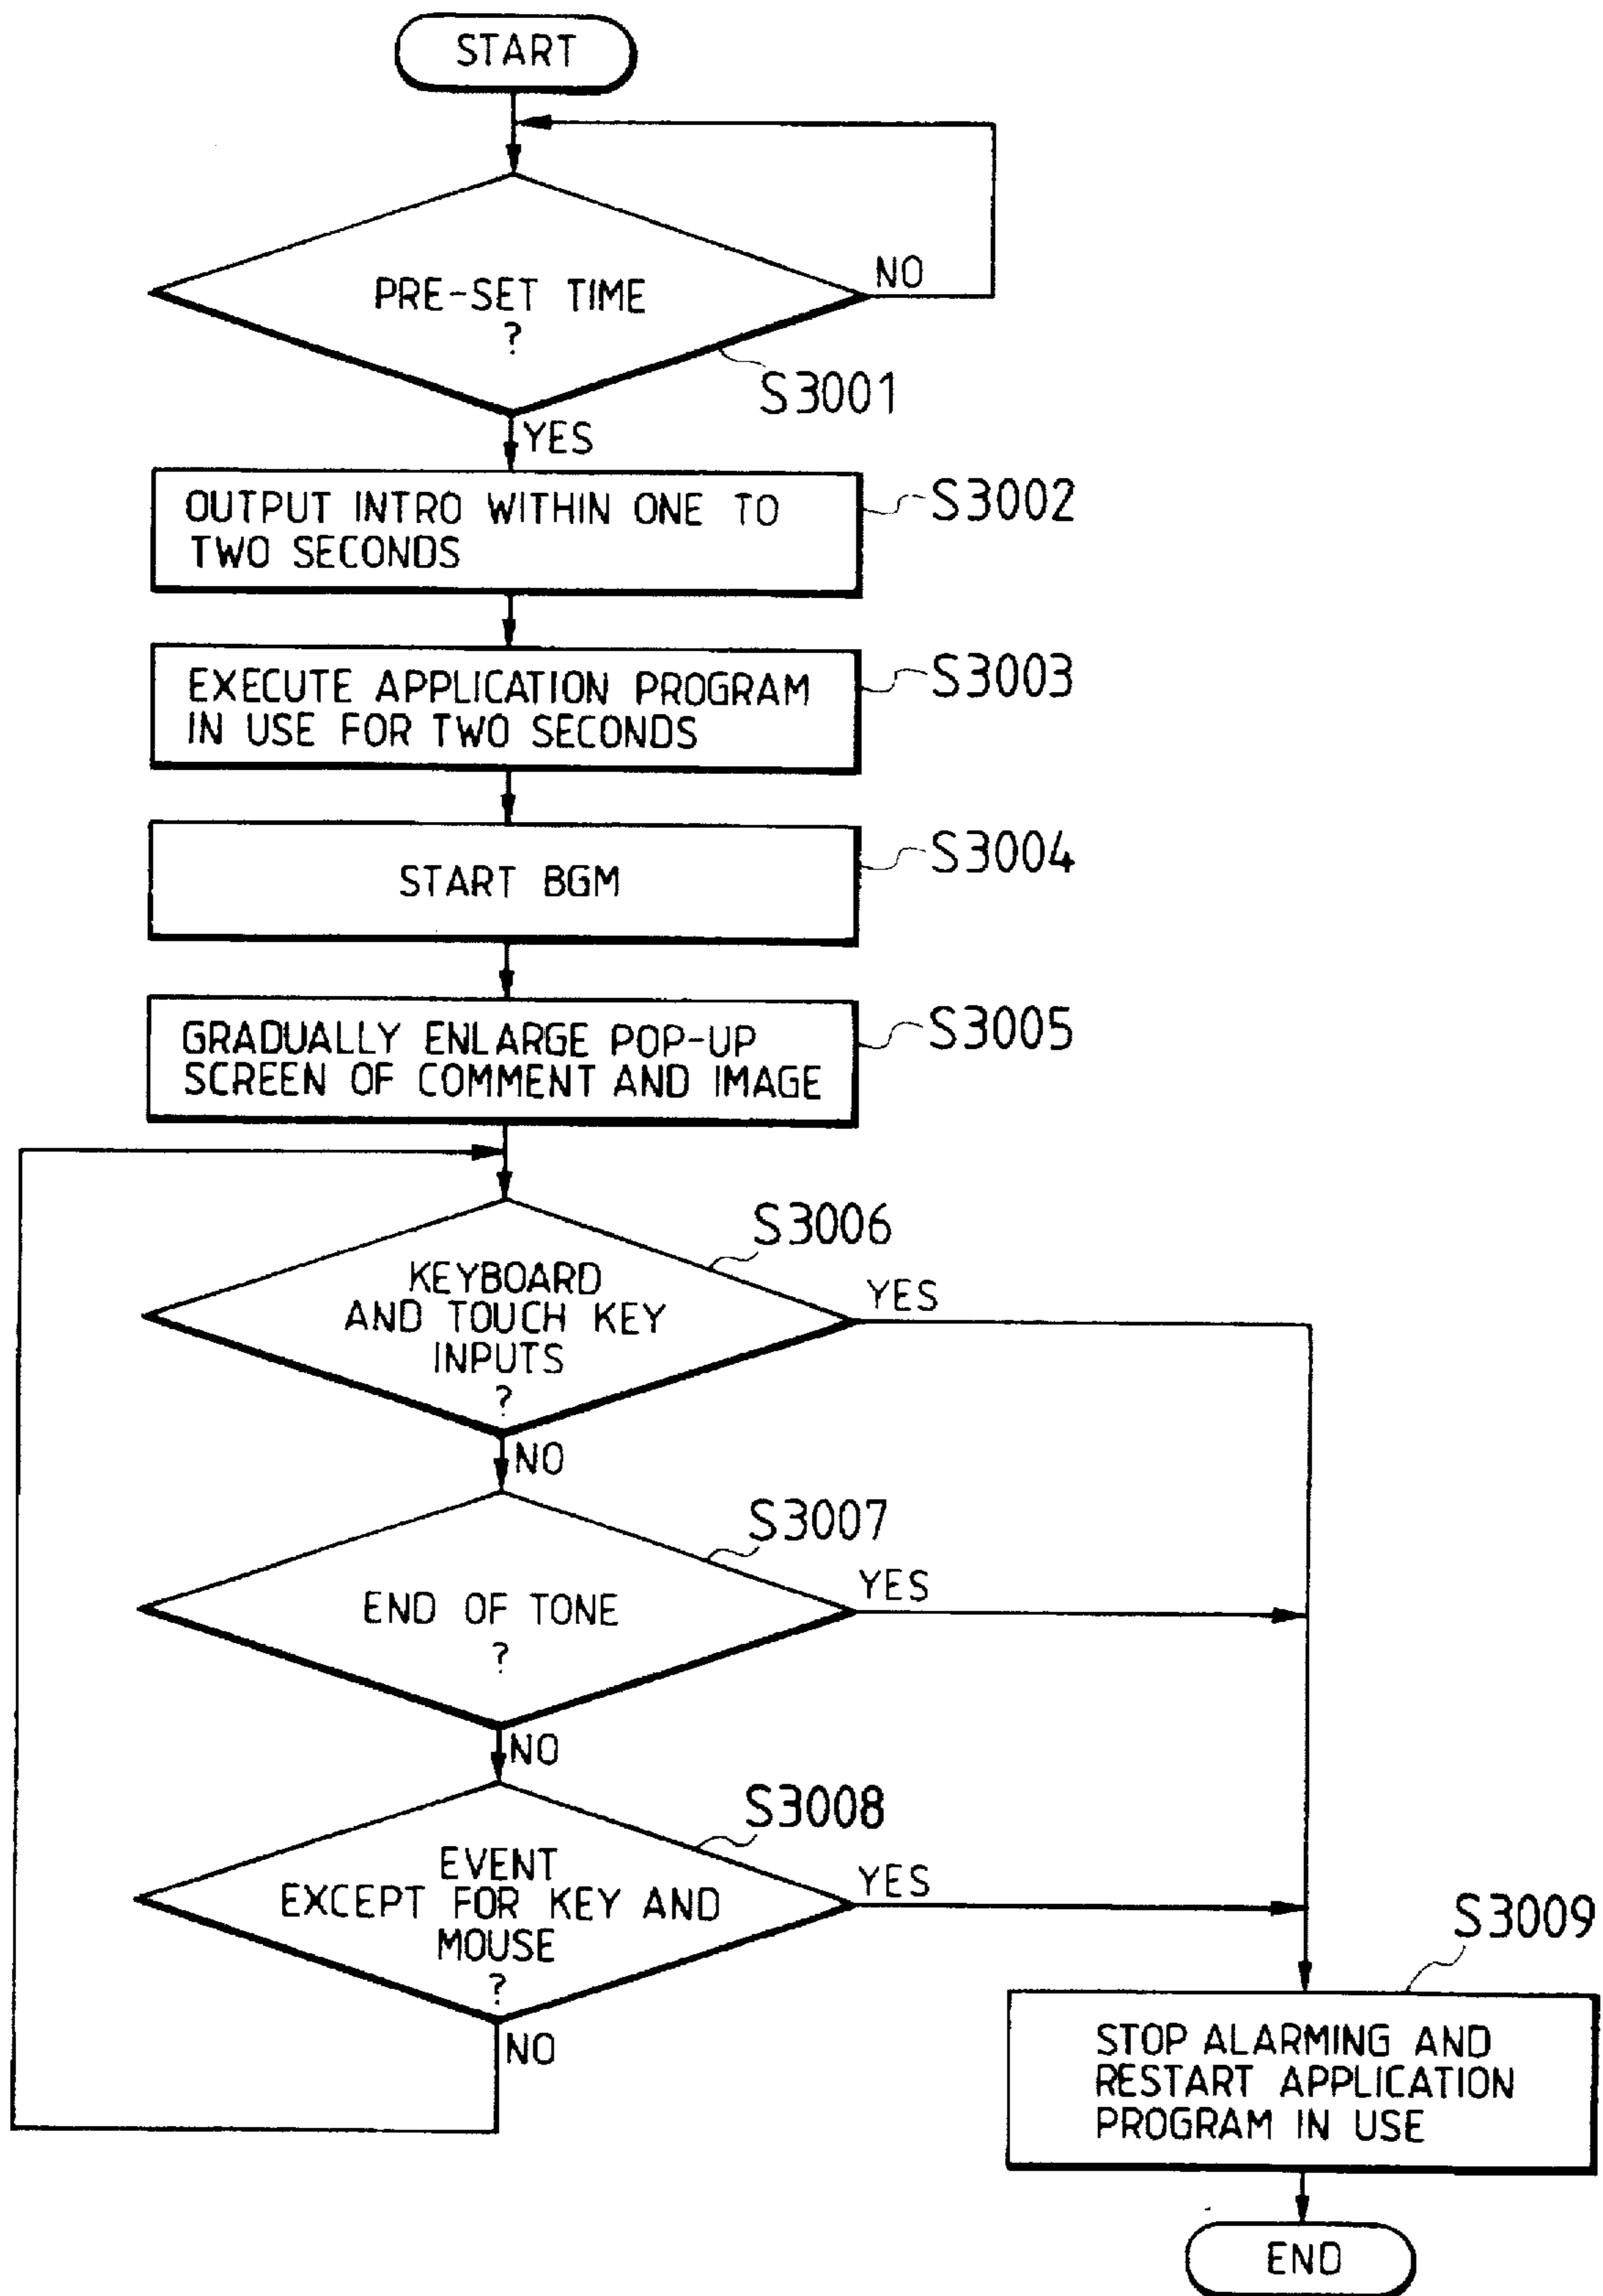 START
PRE-SET TIME
?
NO
S3001
YES
OUTPUT INTRO WITHIN ONE TO
TWO SECONDS
S3002
EXECUTE APPLICATION PROGRAM
IN USE FOR TWO SECONDS
S3003
START BGM
S3004
GRADUALLY ENLARGE POP-UP
SCREEN OF COMMENT AND IMAGE
S3005
S3006
KEYBOARD
AND TOUCH KEY
INPUTS
?
YES
NO
S3007
END OF TONE
?
YES
NO
S3008
EVENT
EXCEPT FOR KEY AND
MOUSE
?
YES
NO
S3009
STOP ALARMING AND
RESTART APPLICATION
PROGRAM IN USE
END